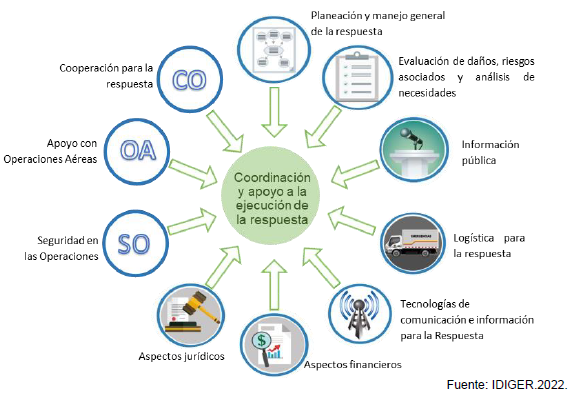 Planeación y manejo general
de la respuesta
Evaluación de daños, riesgos
asociados y análisis de
necesidades
Información
pública
Logística para
la respuesta
Tecnologías de
comunicación e información
para la Respuesta
Aspectos financieros
Aspectos jurídicos
Seguridad en
las Operaciones
SO
Apoyo con
Operaciones Aéreas
OA
Cooperación para la
respuesta
CO
Coordinación
y apoyo a la
ejecución de
la respuesta
$
Fuente: IDIGER.2022.